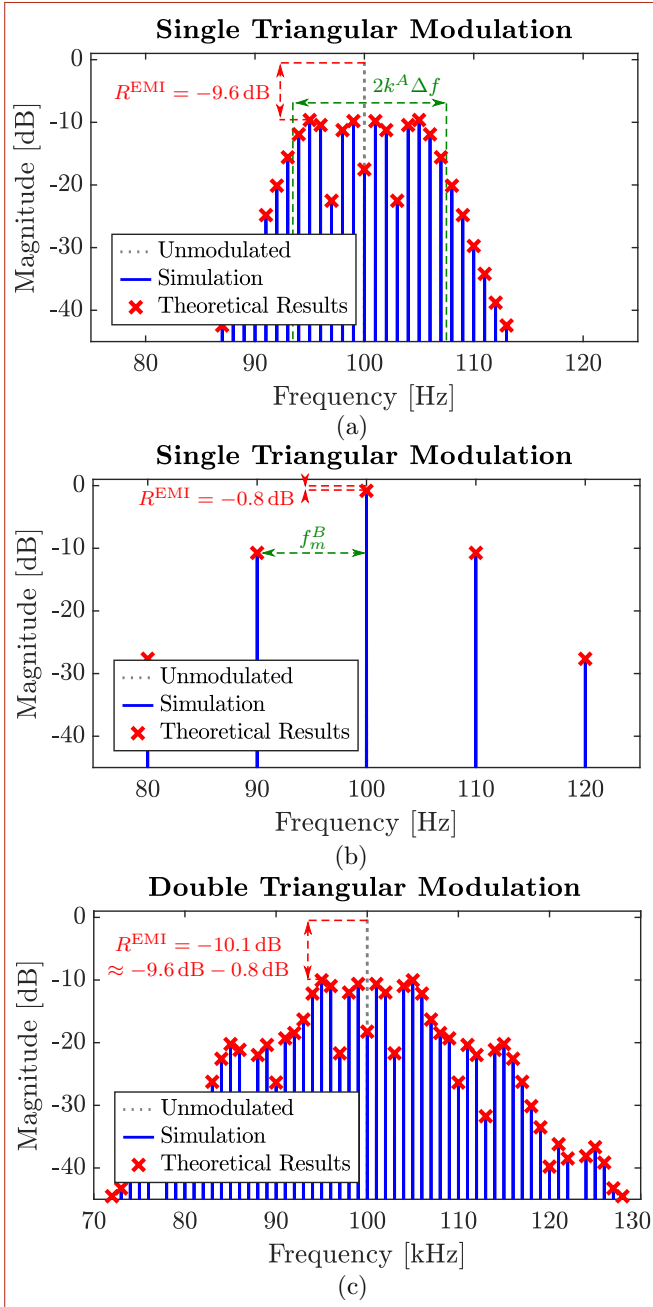 Single Triangular Modulation
0
-10
-20
-30
-40
Magnitude [dB]
R^EMI = −9.6 dB
2k^A Δf
Unmodulated
Simulation
Theoretical Results
80 90 100 110 120
Frequency [Hz]
(a)
Single Triangular Modulation
0
-10
-20
-30
-40
Magnitude [dB]
R^EMI = −0.8 dB
f_m^B
Unmodulated
Simulation
Theoretical Results
80 90 100 110 120
Frequency [Hz]
(b)
Double Triangular Modulation
0
-10
-20
-30
-40
Magnitude [dB]
R^EMI = −10.1 dB
≈ −9.6 dB − 0.8 dB
Unmodulated
Simulation
Theoretical Results
70 80 90 100 110 120 130
Frequency [kHz]
(c)